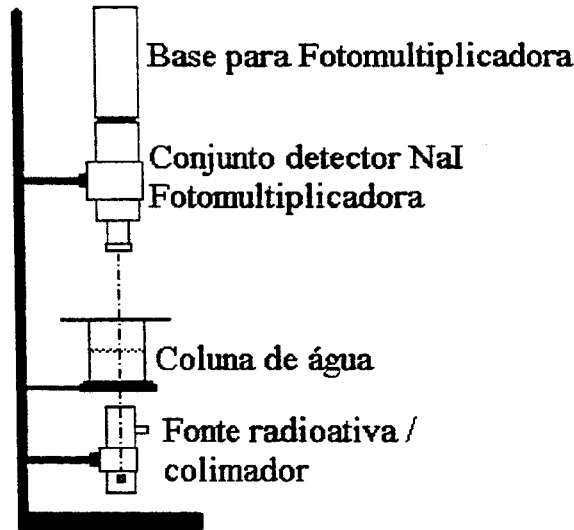 Base para Fotomultiplicadora
Conjunto detector NaI
Fotomultiplicadora
Coluna de água
Fonte radioativa /
colimador